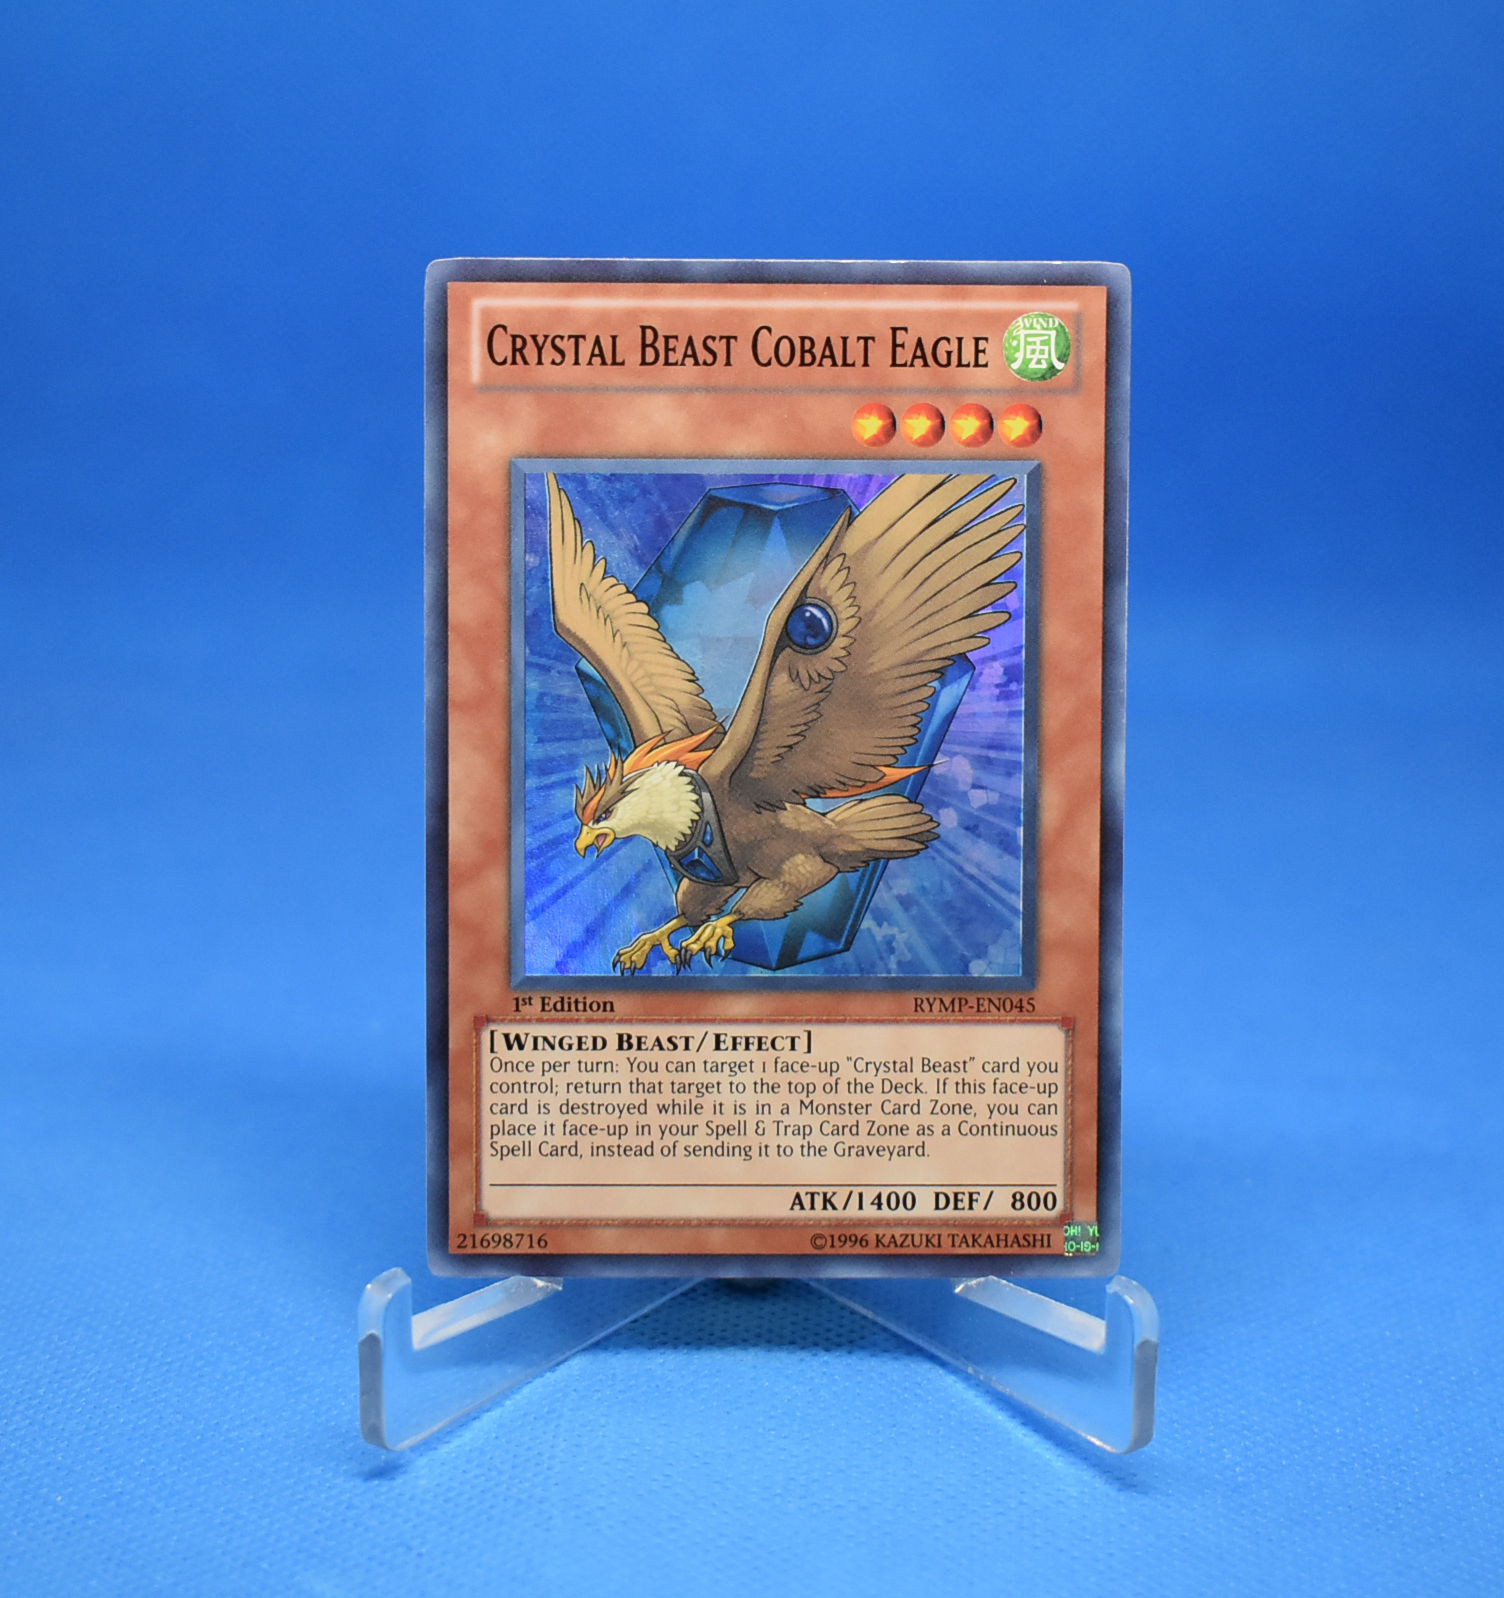 CRYSTAL BEAST COBALT EAGLE
WIND
風
1st Edition
RYMP-EN045
[WINGED BEAST/EFFECT]
Once per turn: You can target 1 face-up "Crystal Beast" card you
control; return that target to the top of the Deck. If this face-up
card is destroyed while it is in a Monster Card Zone, you can
place it face-up in your Spell & Trap Card Zone as a Continuous
Spell Card, instead of sending it to the Graveyard.
ATK/1400 DEF/ 800
21698716
©1996 KAZUKI TAKAHASHI